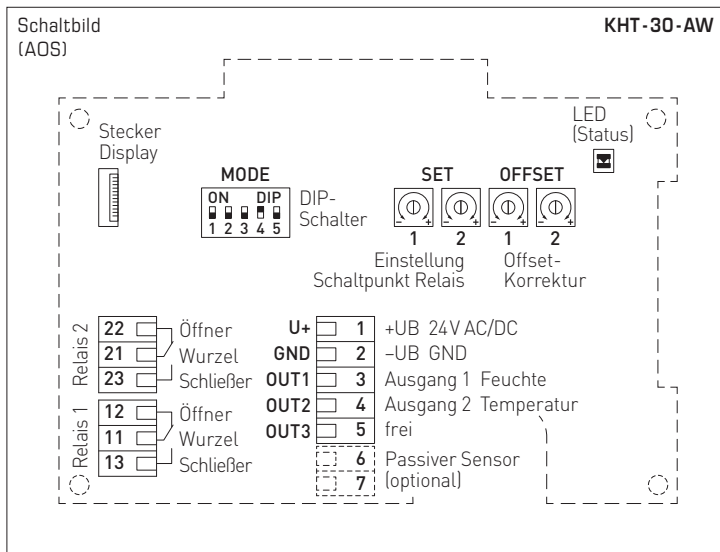 Schaltbild
(AOS)
KHT-30-AW
Stecker
Display
MODE
ON DIP
1 2 3 4 5
DIP-
Schalter
SET
OFFSET
LED
(Status)
- + - + - + - +
1 2 1 2
Einstellung
Schaltpunkt Relais
Offset-
Korrektur
Relais 2
22 Öffner
21 Wurzel
23 Schließer
Relais 1
12 Öffner
11 Wurzel
13 Schließer
U+ 1 +UB 24V AC/DC
GND 2 –UB GND
OUT1 3 Ausgang 1 Feuchte
OUT2 4 Ausgang 2 Temperatur
OUT3 5 frei
6 Passiver Sensor
7 (optional)